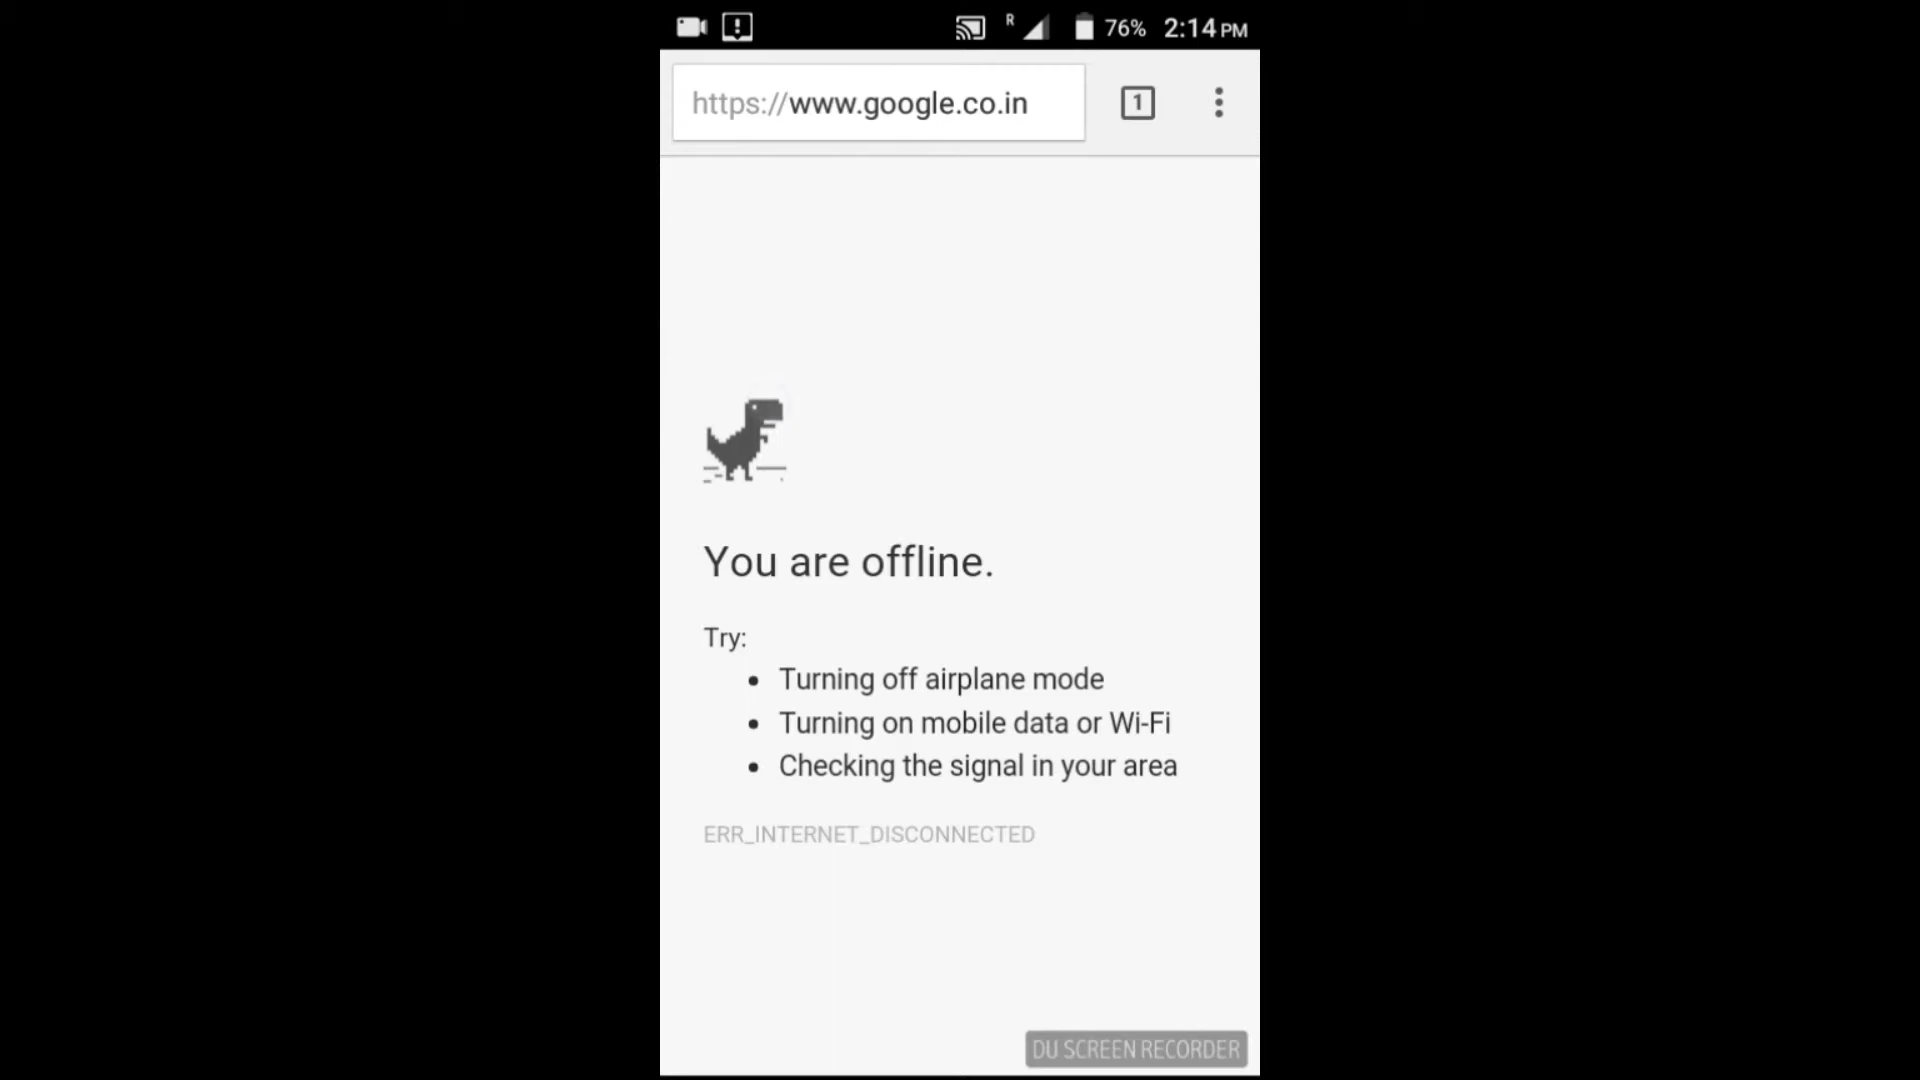 R 76% 2:14 PM
https://www.google.co.in 1
You are offline.
Try:
• Turning off airplane mode
• Turning on mobile data or Wi-Fi
• Checking the signal in your area
ERR_INTERNET_DISCONNECTED
DU SCREEN RECORDER